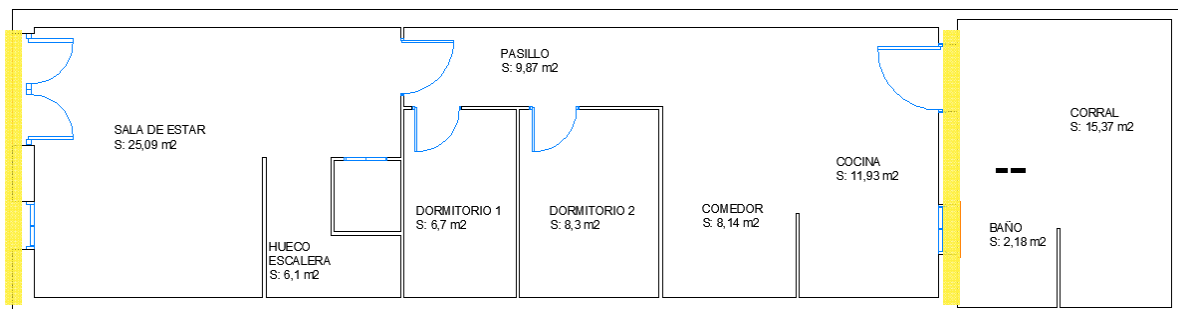 PASILLO
S: 9,87 m2
SALA DE ESTAR
S: 25,09 m2
CORRAL
S: 15,37 m2
COCINA
S: 11,93 m2
DORMITORIO 1
S: 6,7 m2
DORMITORIO 2
S: 8,3 m2
COMEDOR
S: 8,14 m2
BAÑO
S: 2,18 m2
HUECO
ESCALERA
S: 6,1 m2